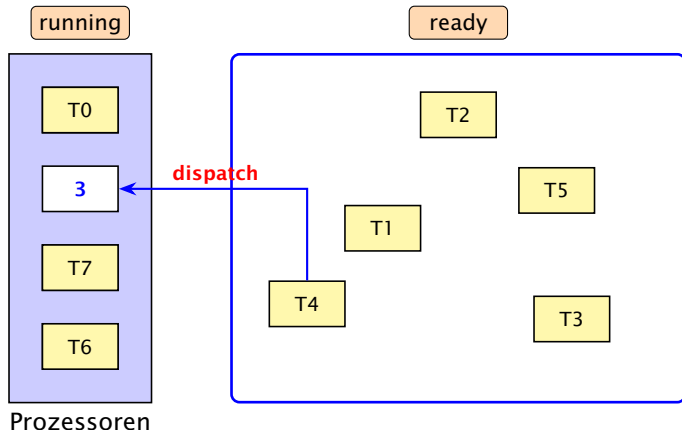 running
ready
T0
T2
dispatch
3
T5
T1
T7
T4
T3
T6
Prozessoren